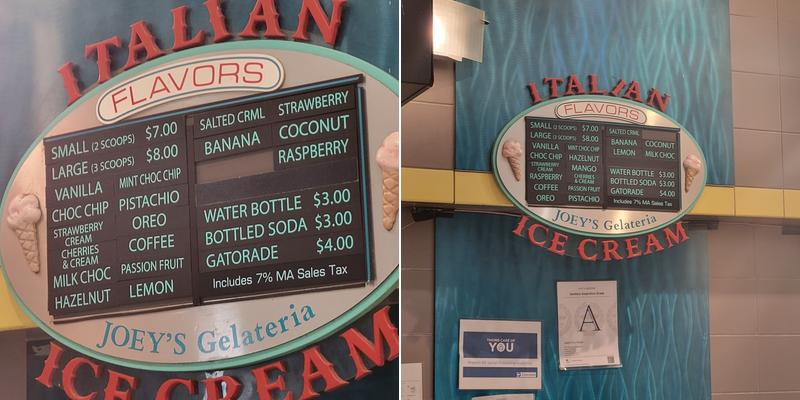 ITALIAN
FLAVORS
SMALL (2 SCOOPS) $7.00
LARGE (3 SCOOPS) $8.00
VANILLA
CHOC CHIP
STRAWBERRY
CREAM
CHERRIES
& CREAM
MILK CHOC
HAZELNUT
MINT CHOC CHIP
PISTACHIO
OREO
COFFEE
PASSION FRUIT
LEMON
SALTED CRML
BANANA
STRAWBERRY
COCONUT
RASPBERRY
WATER BOTTLE $3.00
BOTTLED SODA $3.00
GATORADE $4.00
Includes 7% MA Sales Tax
JOEY'S Gelateria
ICE CREAM
ITALIAN
FLAVORS
SMALL (2 SCOOPS) $7.00
LARGE (3 SCOOPS) $8.00
VANILLA
CHOC CHIP
STRAWBERRY
CREAM
RASPBERRY
COFFEE
OREO
MINT CHOC CHIP
HAZELNUT
MANGO
CHERRIES
& CREAM
PASSION FRUIT
PISTACHIO
SALTED CRML
BANANA
LEMON
COCONUT
MILK CHOC
WATER BOTTLE $3.00
BOTTLED SODA $3.00
GATORADE $4.00
Includes 7% MA Sales Tax
JOEY'S Gelateria
ICE CREAM
TAKING CARE OF
YOU
A